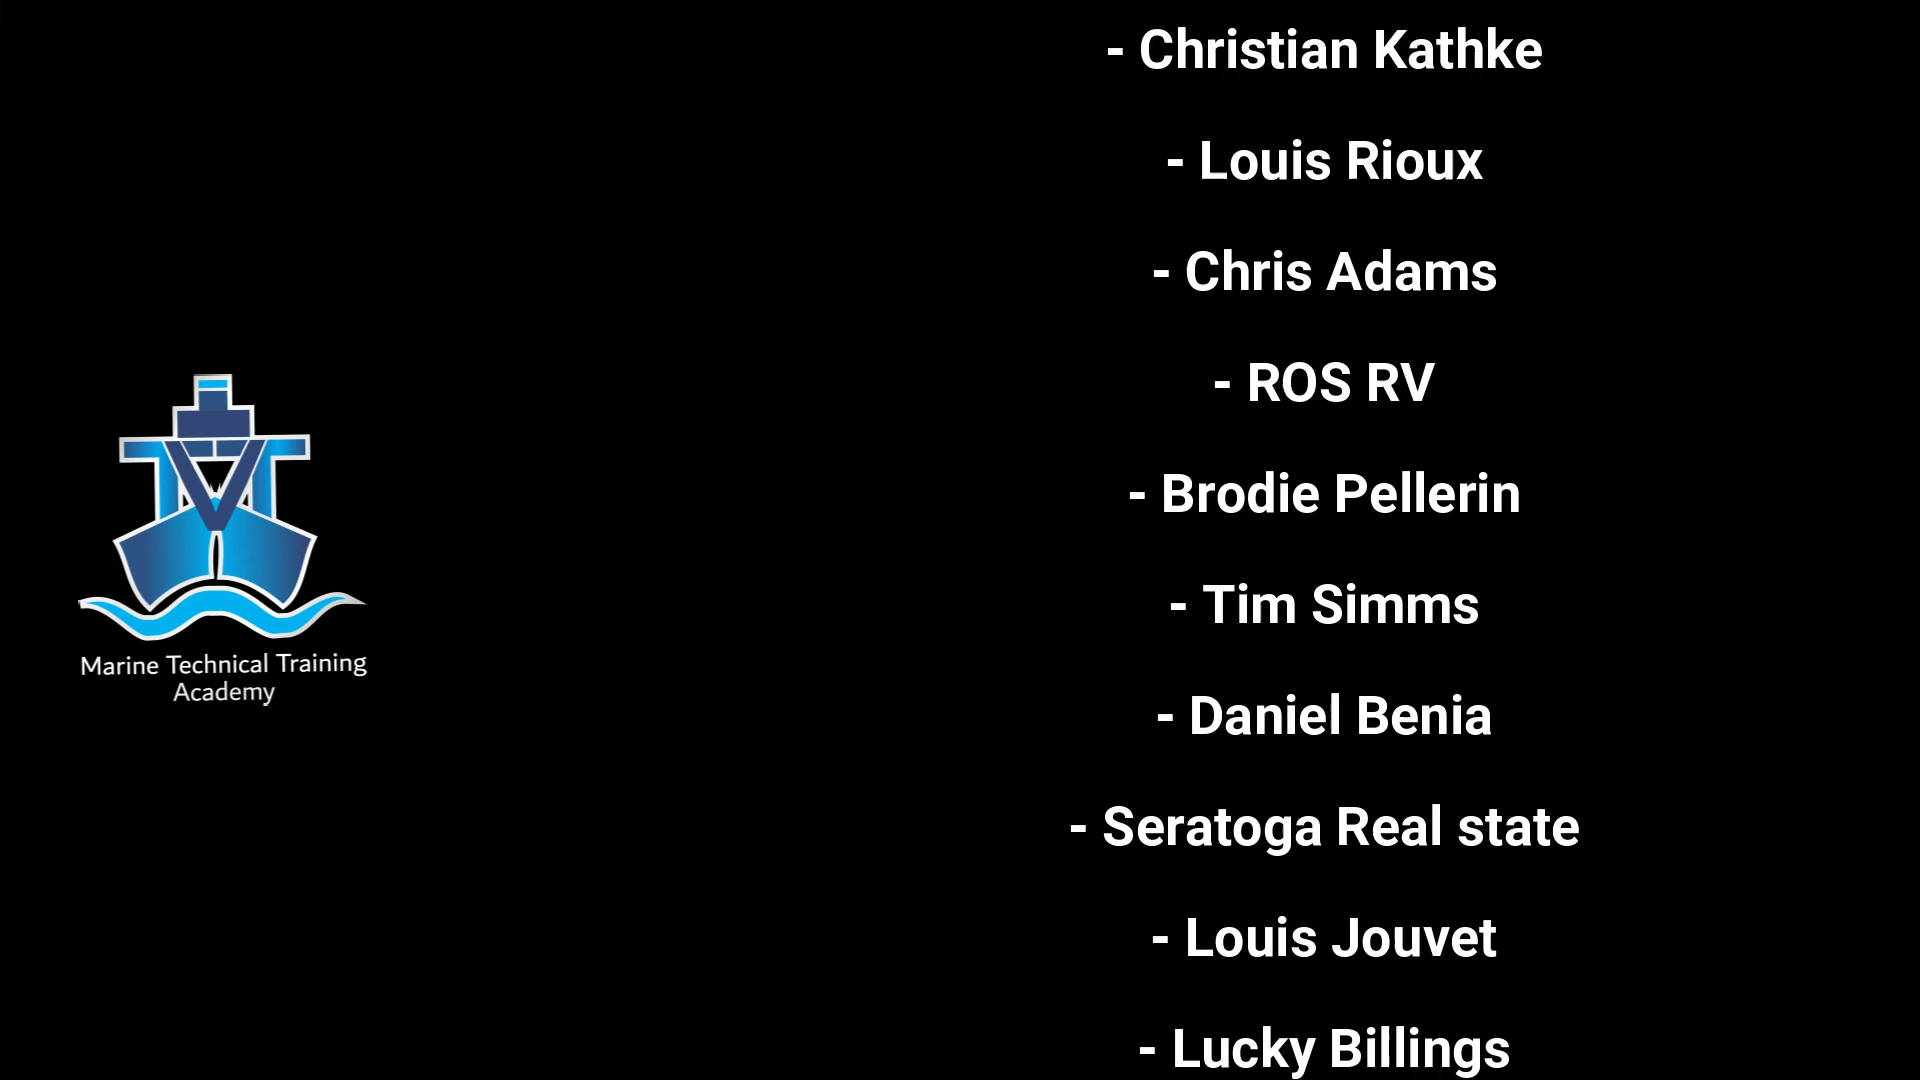 - Christian Kathke
- Louis Rioux
- Chris Adams
- ROS RV
- Brodie Pellerin
- Tim Simms
- Daniel Benia
- Seratoga Real state
- Louis Jouvet
- Lucky Billings
Marine Technical Training
Academy